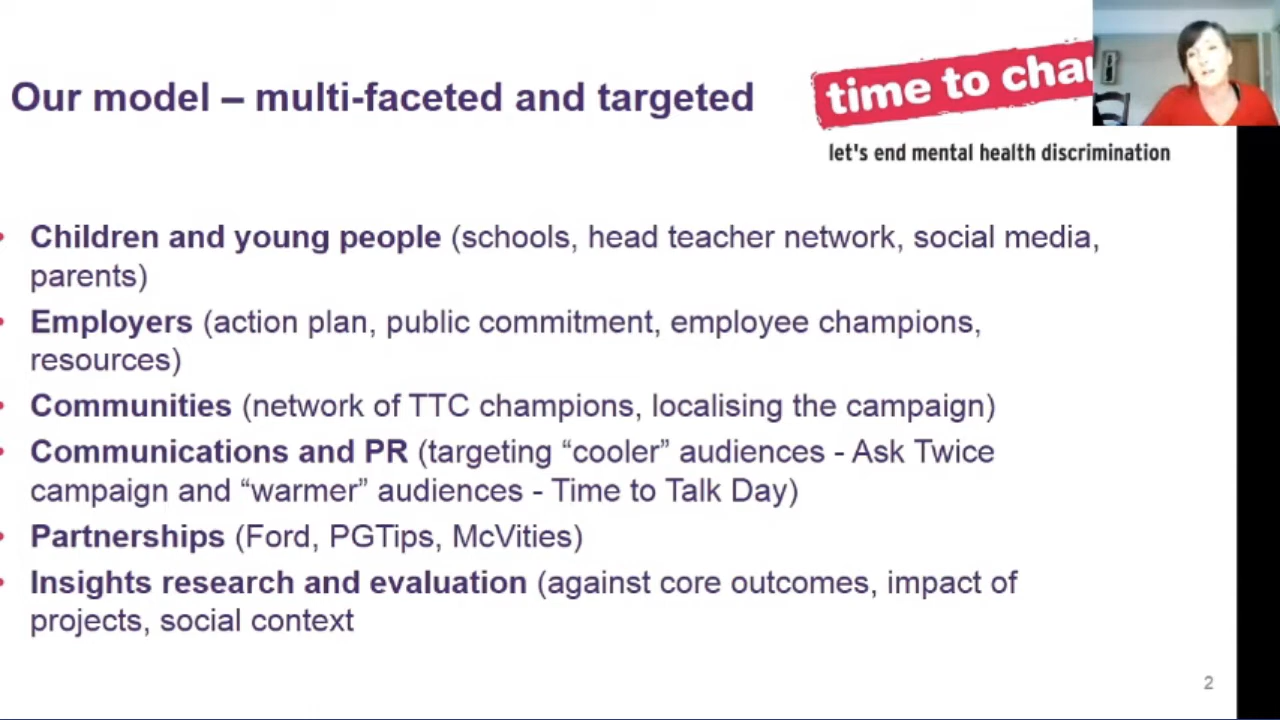 Our model – multi-faceted and targeted
time to cha
let's end mental health discrimination
• Children and young people (schools, head teacher network, social media,
parents)
• Employers (action plan, public commitment, employee champions,
resources)
• Communities (network of TTC champions, localising the campaign)
• Communications and PR (targeting “cooler” audiences - Ask Twice
campaign and “warmer” audiences - Time to Talk Day)
• Partnerships (Ford, PGTips, McVities)
• Insights research and evaluation (against core outcomes, impact of
projects, social context
2